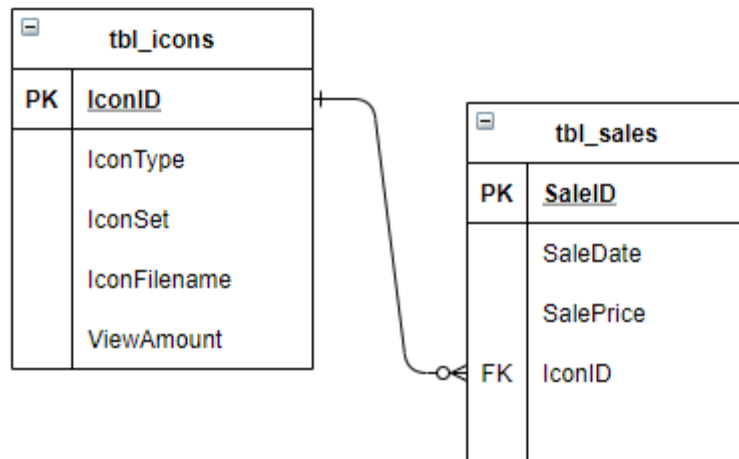 tbl_icons
PK IconID
IconType
IconSet
IconFilename
ViewAmount
tbl_sales
PK SaleID
SaleDate
SalePrice
FK IconID